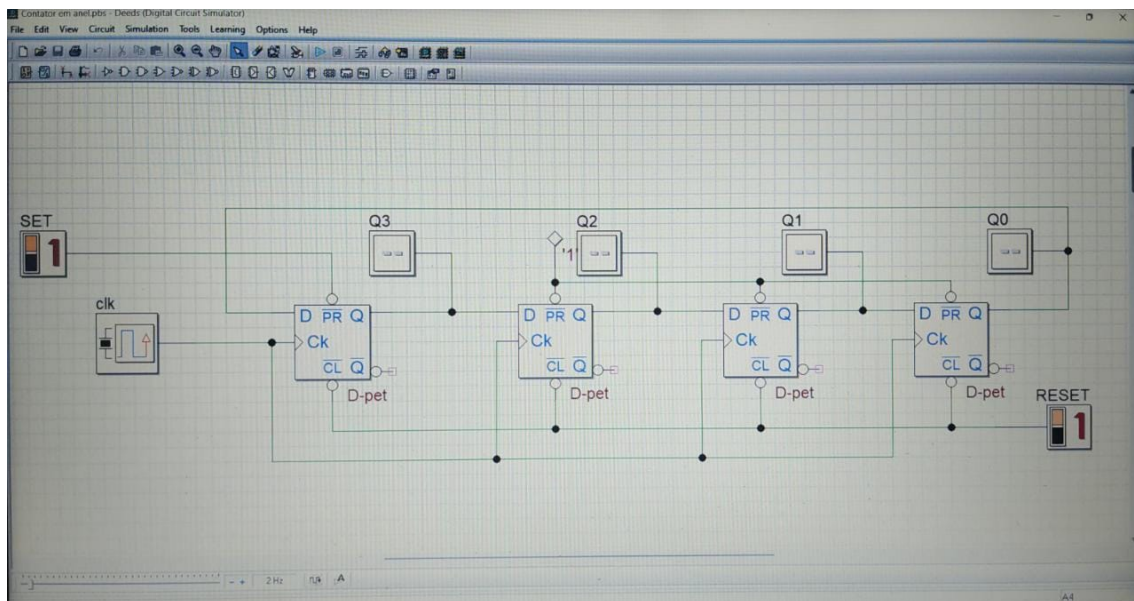 Contator em anel.pbs - Deeds (Digital Circuit Simulator)
File Edit View Circuit Simulation Tools Learning Options Help
SET
1
Q3
Q2
Q1
Q0
'1'
clk
D PR Q
D PR Q
D PR Q
D PR Q
Ck
Ck
Ck
Ck
CL Q
CL Q
CL Q
CL Q
D-pet
D-pet
D-pet
D-pet
RESET
1
2 Hz
A
A4